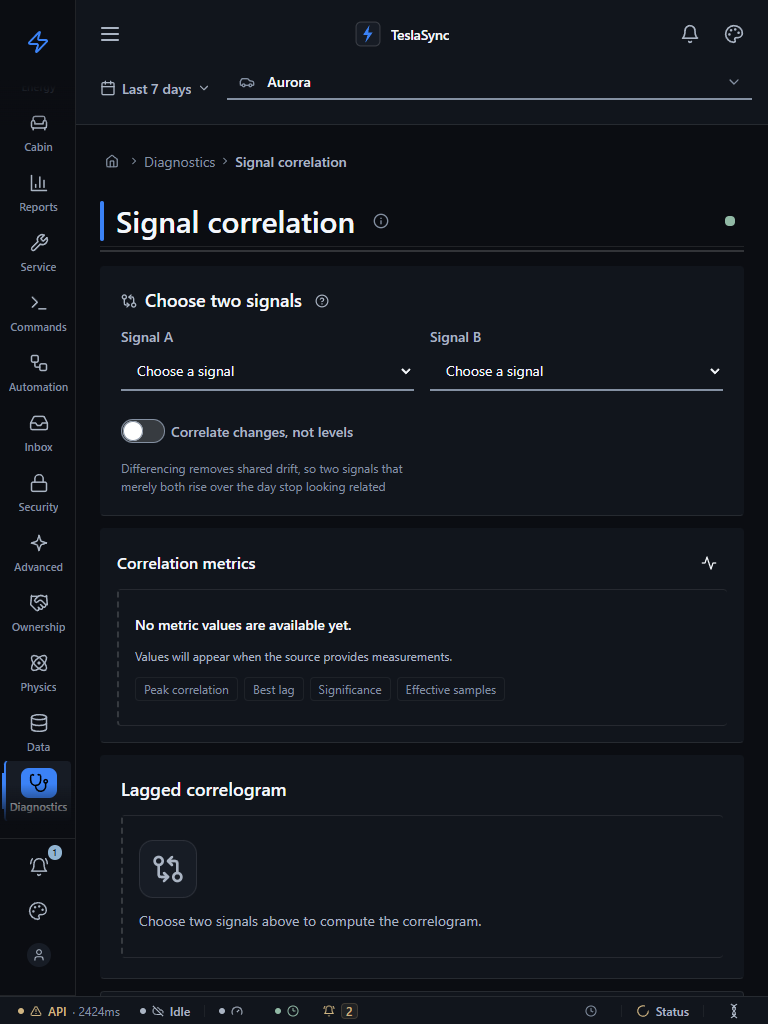 TeslaSync
Last 7 days
Aurora
Energy
Cabin
Reports
Service
Commands
Automation
Inbox
Security
Advanced
Ownership
Physics
Data
Diagnostics
1
Diagnostics
Signal correlation
Signal correlation
Choose two signals
Signal A
Signal B
Choose a signal
Choose a signal
Correlate changes, not levels
Differencing removes shared drift, so two signals that
merely both rise over the day stop looking related
Correlation metrics
No metric values are available yet.
Values will appear when the source provides measurements.
Peak correlation
Best lag
Significance
Effective samples
Lagged correlogram
Choose two signals above to compute the correlogram.
API · 2424ms
Idle
2
Status